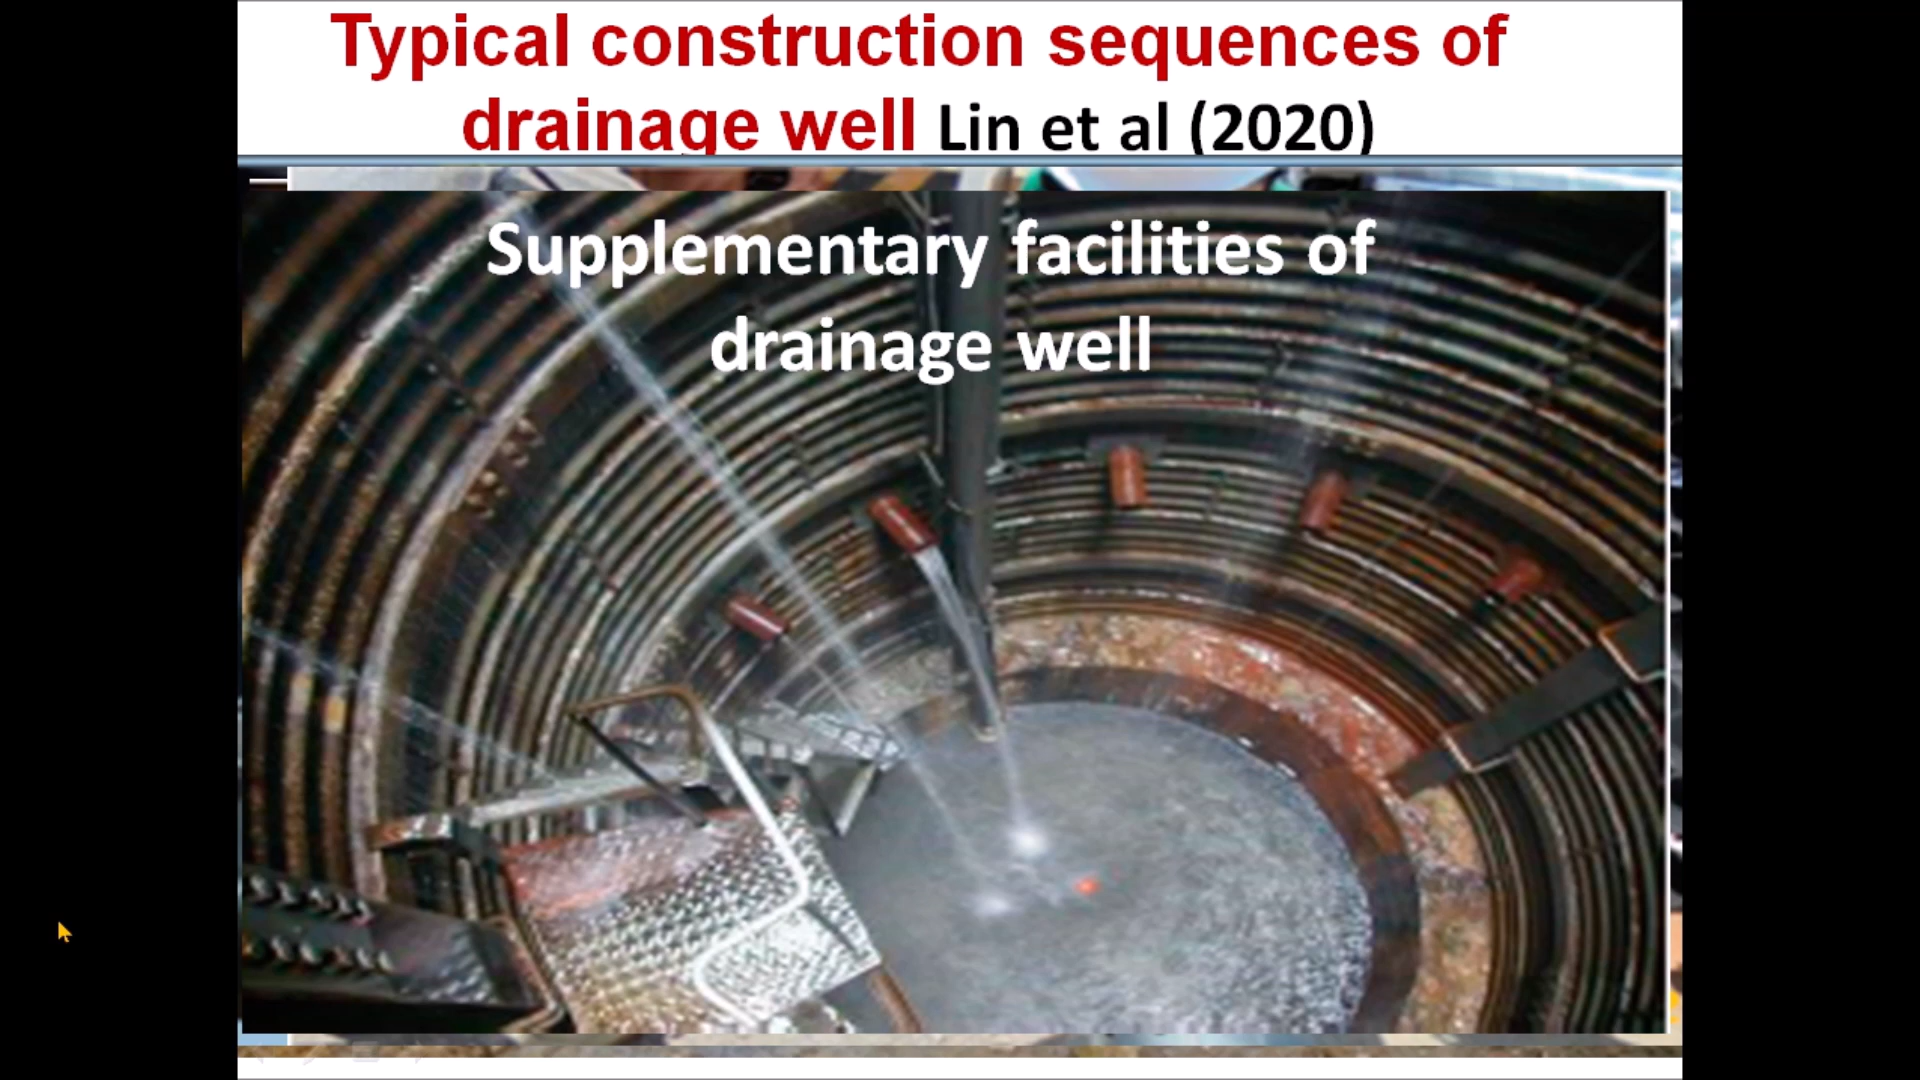 Typical construction sequences of
drainage well Lin et al (2020)
Supplementary facilities of
drainage well